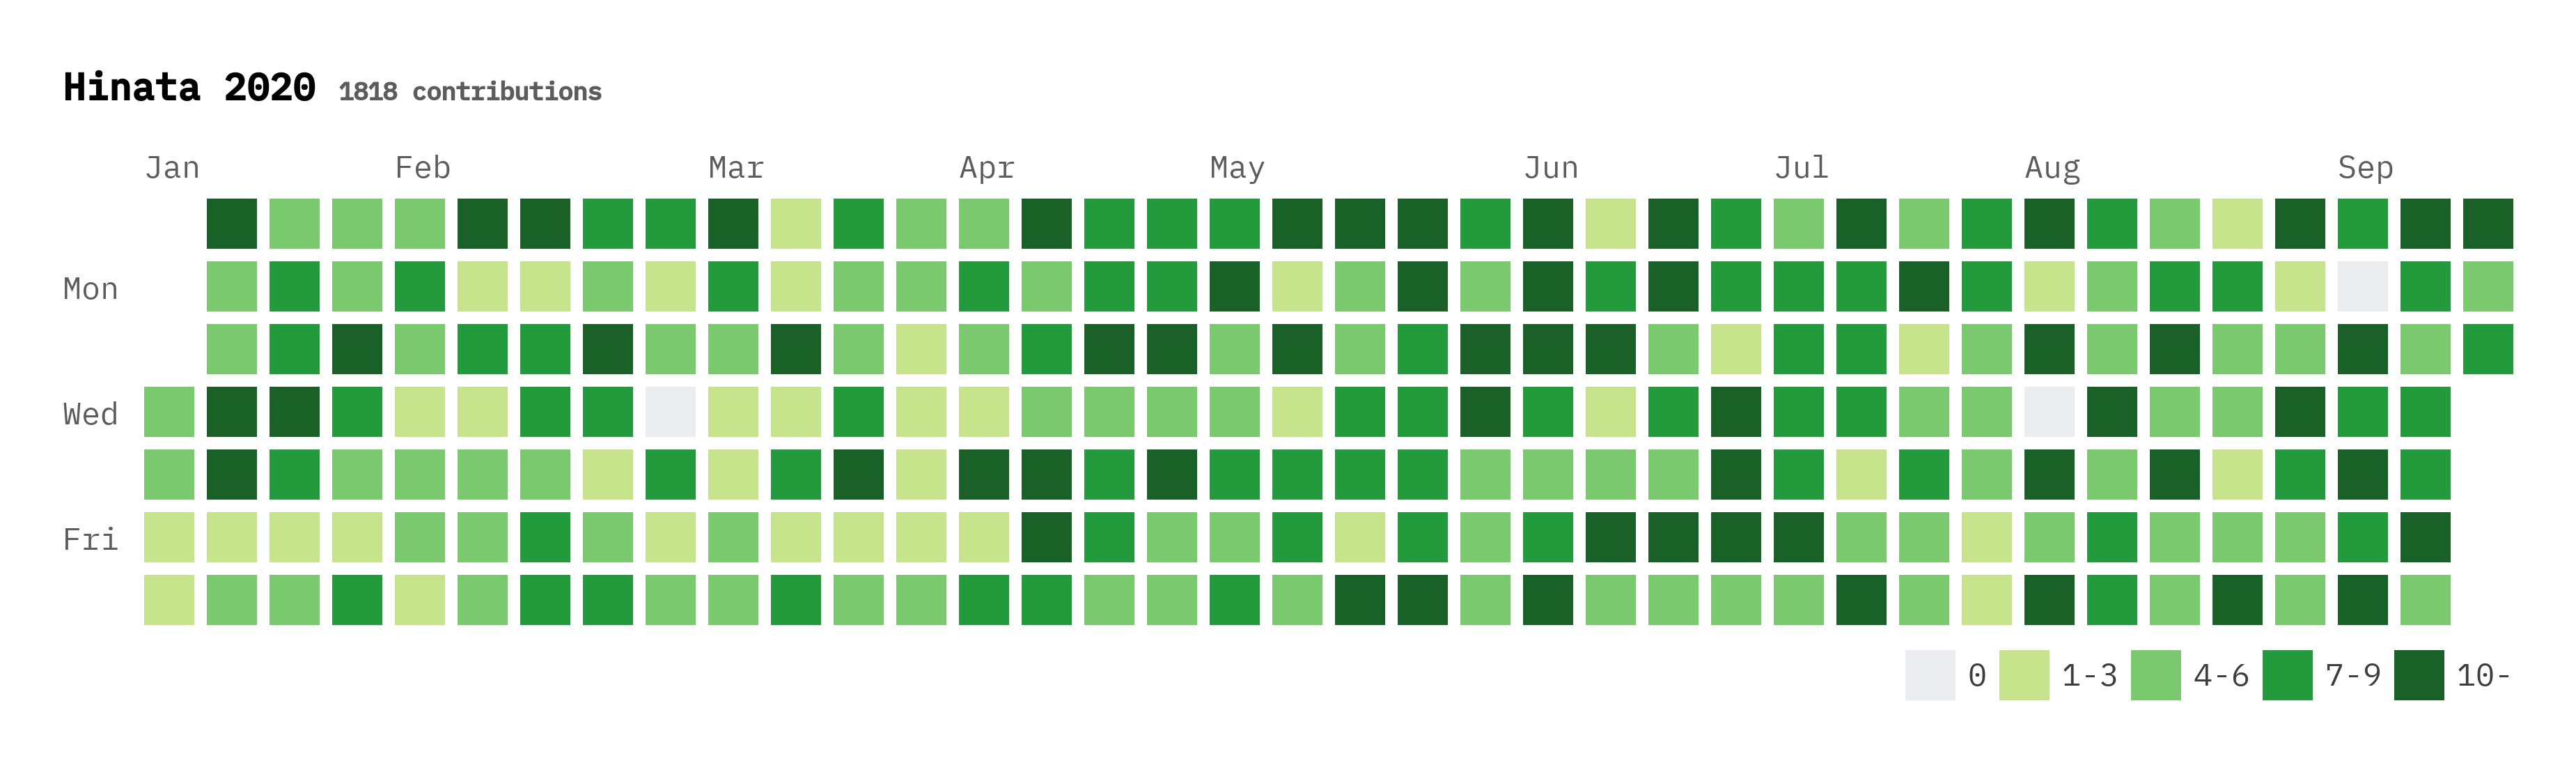 Hinata 2020 1818 contributions
Jan Feb Mar Apr May Jun Jul Aug Sep
Mon
Wed
Fri
0 1-3 4-6 7-9 10-